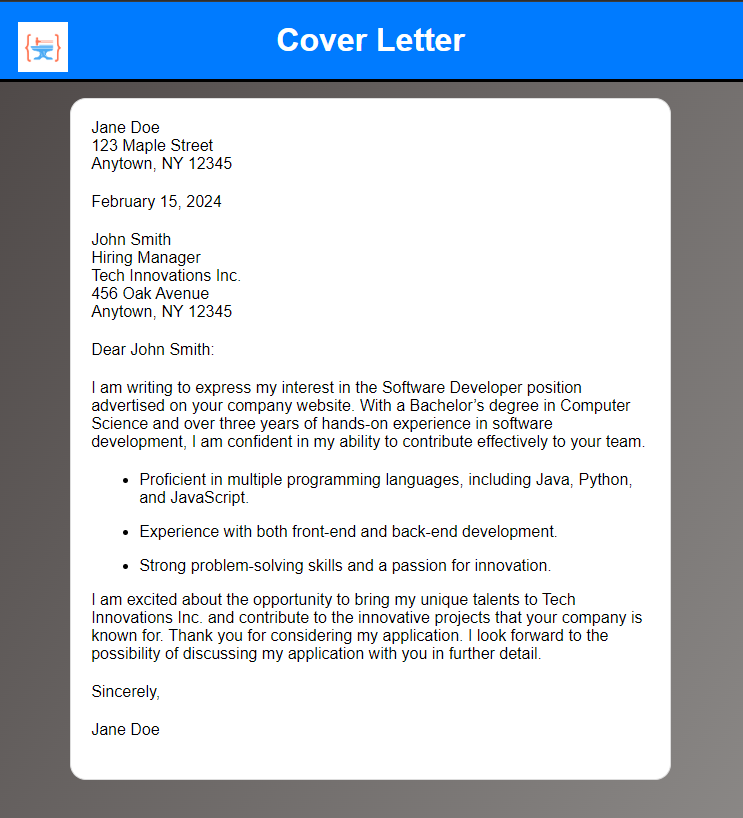 Cover Letter
Jane Doe
123 Maple Street
Anytown, NY 12345
February 15, 2024
John Smith
Hiring Manager
Tech Innovations Inc.
456 Oak Avenue
Anytown, NY 12345
Dear John Smith:
I am writing to express my interest in the Software Developer position
advertised on your company website. With a Bachelor’s degree in Computer
Science and over three years of hands-on experience in software
development, I am confident in my ability to contribute effectively to your team.
• Proficient in multiple programming languages, including Java, Python,
and JavaScript.
• Experience with both front-end and back-end development.
• Strong problem-solving skills and a passion for innovation.
I am excited about the opportunity to bring my unique talents to Tech
Innovations Inc. and contribute to the innovative projects that your company is
known for. Thank you for considering my application. I look forward to the
possibility of discussing my application with you in further detail.
Sincerely,
Jane Doe